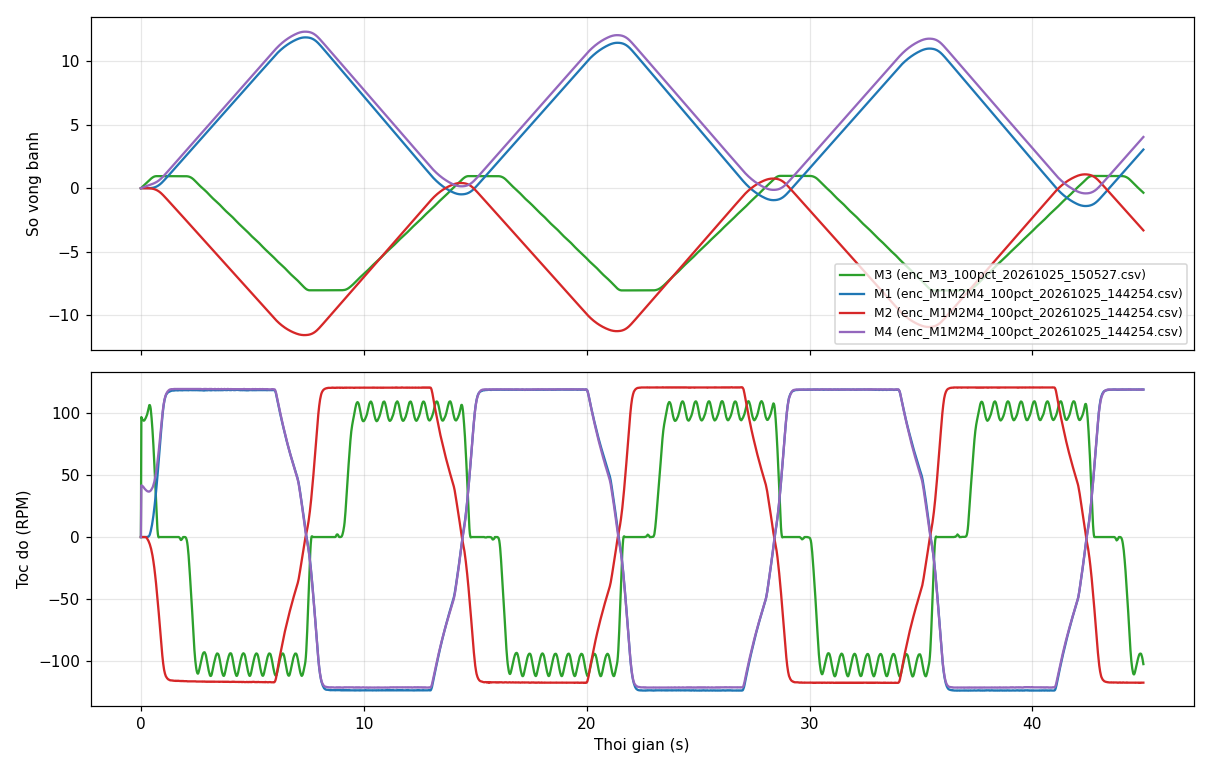 10
5
0
−5
−10
So vong banh
M3 (enc_M3_100pct_20261025_150527.csv)
M1 (enc_M1M2M4_100pct_20261025_144254.csv)
M2 (enc_M1M2M4_100pct_20261025_144254.csv)
M4 (enc_M1M2M4_100pct_20261025_144254.csv)
100
50
0
−50
−100
Toc do (RPM)
0 10 20 30 40
Thoi gian (s)